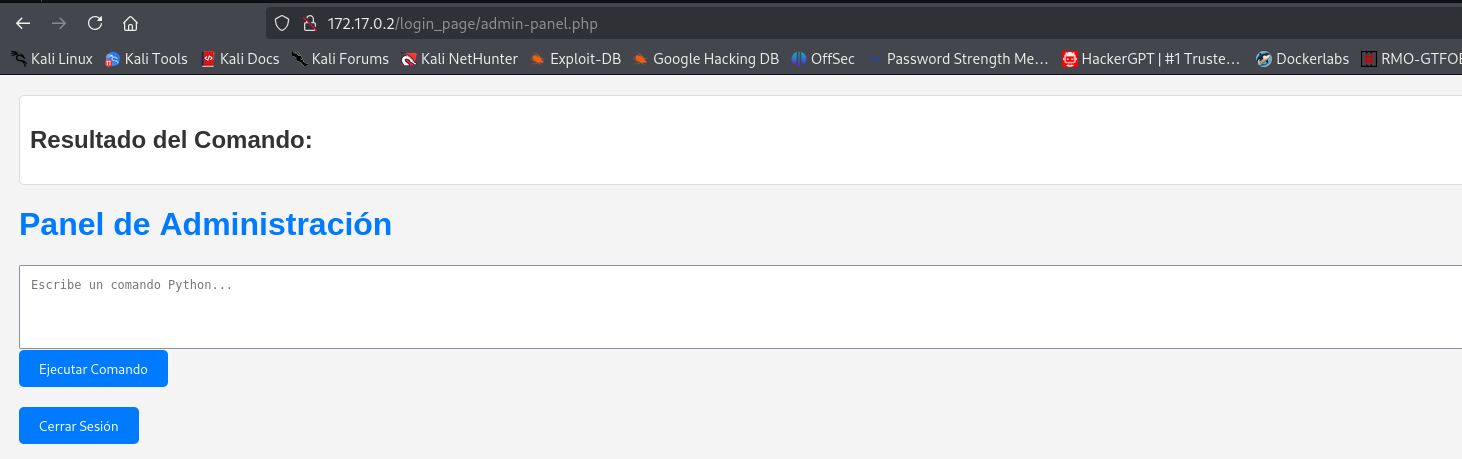 172.17.0.2/login_page/admin-panel.php
Kali Linux Kali Tools Kali Docs Kali Forums Kali NetHunter Exploit-DB Google Hacking DB OffSec Password Strength Me... HackerGPT | #1 Truste... Dockerlabs RMO-GTFOB
Resultado del Comando:
Panel de Administración
Escribe un comando Python...
Ejecutar Comando
Cerrar Sesión